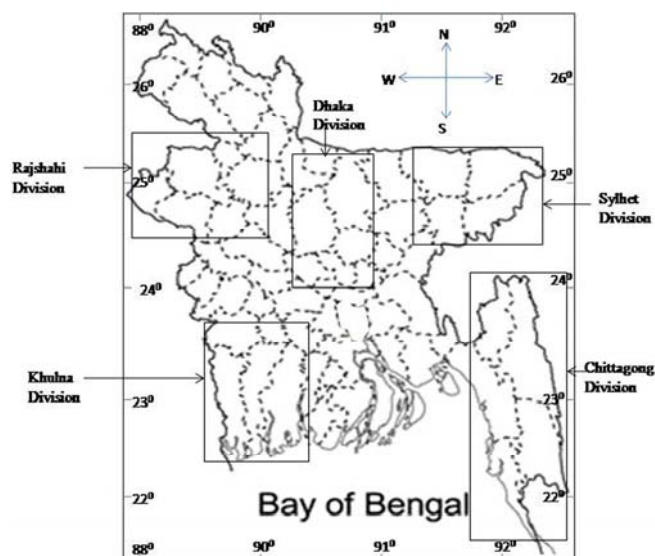 88⁰ 90⁰ 91⁰ 92⁰
N
26⁰ W E 26⁰
S
Dhaka
Division
Rajshahi
Division
25⁰ 25⁰
Sylhet
Division
24⁰ 24⁰
Khulna
Division
Chittagong
Division
23⁰ 23⁰
22⁰ 22⁰
Bay of Bengal
88⁰ 90⁰ 91⁰ 92⁰